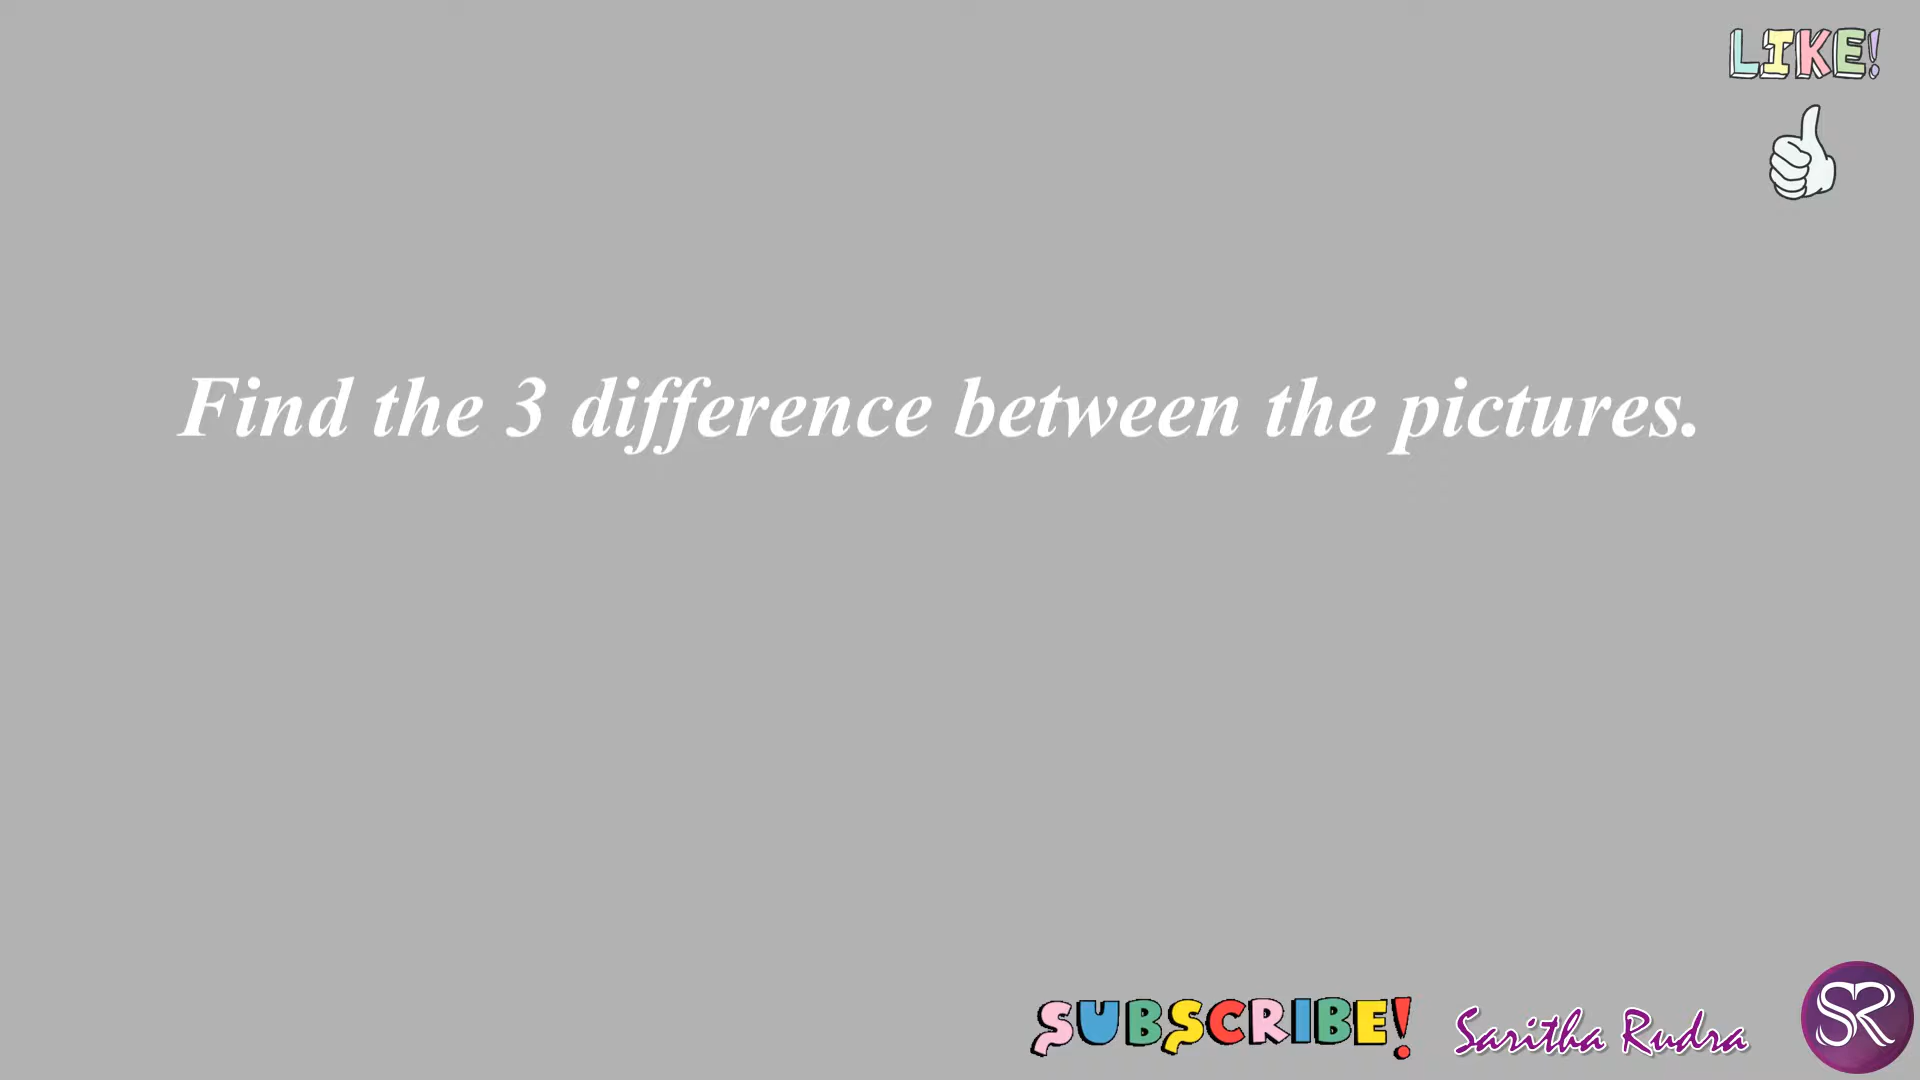 LIKE!
Find the 3 difference between the pictures.
SUBSCRIBE!
Saritha Rudra
SR